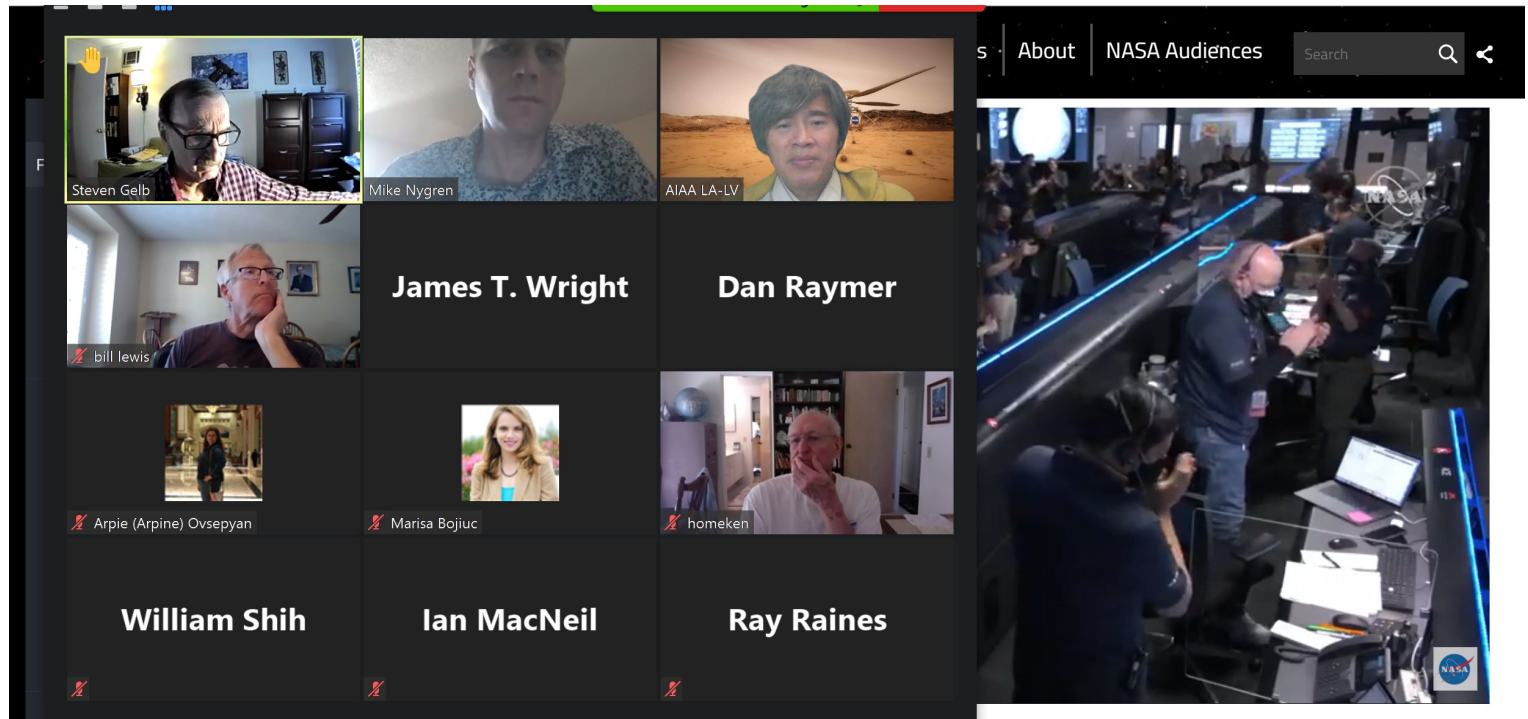 About
NASA Audiences
Search
Steven Gelb
Mike Nygren
AIAA LA-LV
NASA
bill lewis
James T. Wright
Dan Raymer
Arpie (Arpine) Ovsepyan
Marisa Bojiuc
homeken
William Shih
Ian MacNeil
Ray Raines
NASA